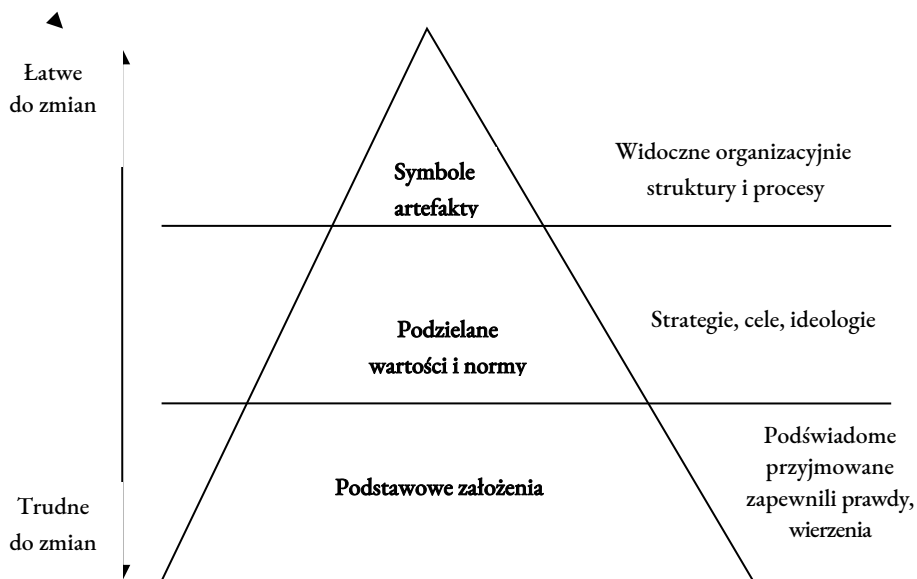 Łatwe
do zmian
Symbole
artefakty
Widoczne organizacyjnie
struktury i procesy
Podzielane
wartości i normy
Strategie, cele, ideologie
Podstawowe założenia
Podświadome
przyjmowane
zapewnili prawdy,
wierzenia
Trudne
do zmian